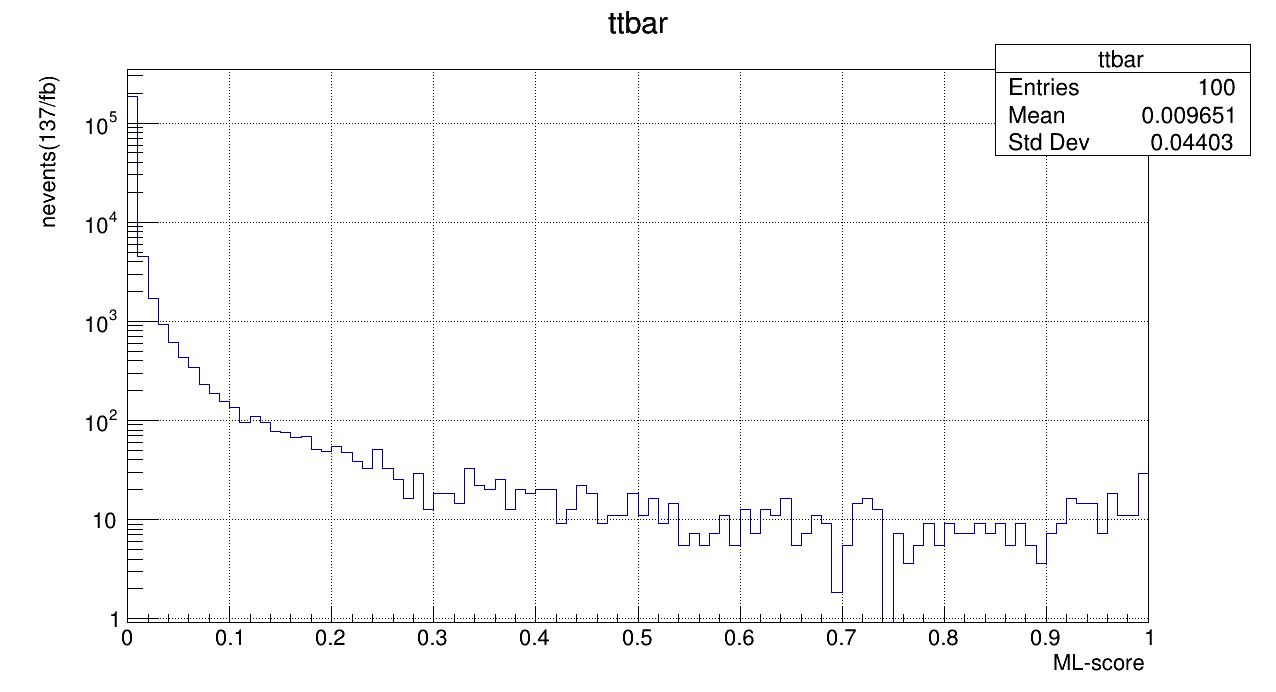 ttbar
ttbar
Entries 100
Mean 0.009651
Std Dev 0.04403
nevents(137/fb)
10^5
10^4
10^3
10^2
10
1
0 0.1 0.2 0.3 0.4 0.5 0.6 0.7 0.8 0.9 1
ML-score